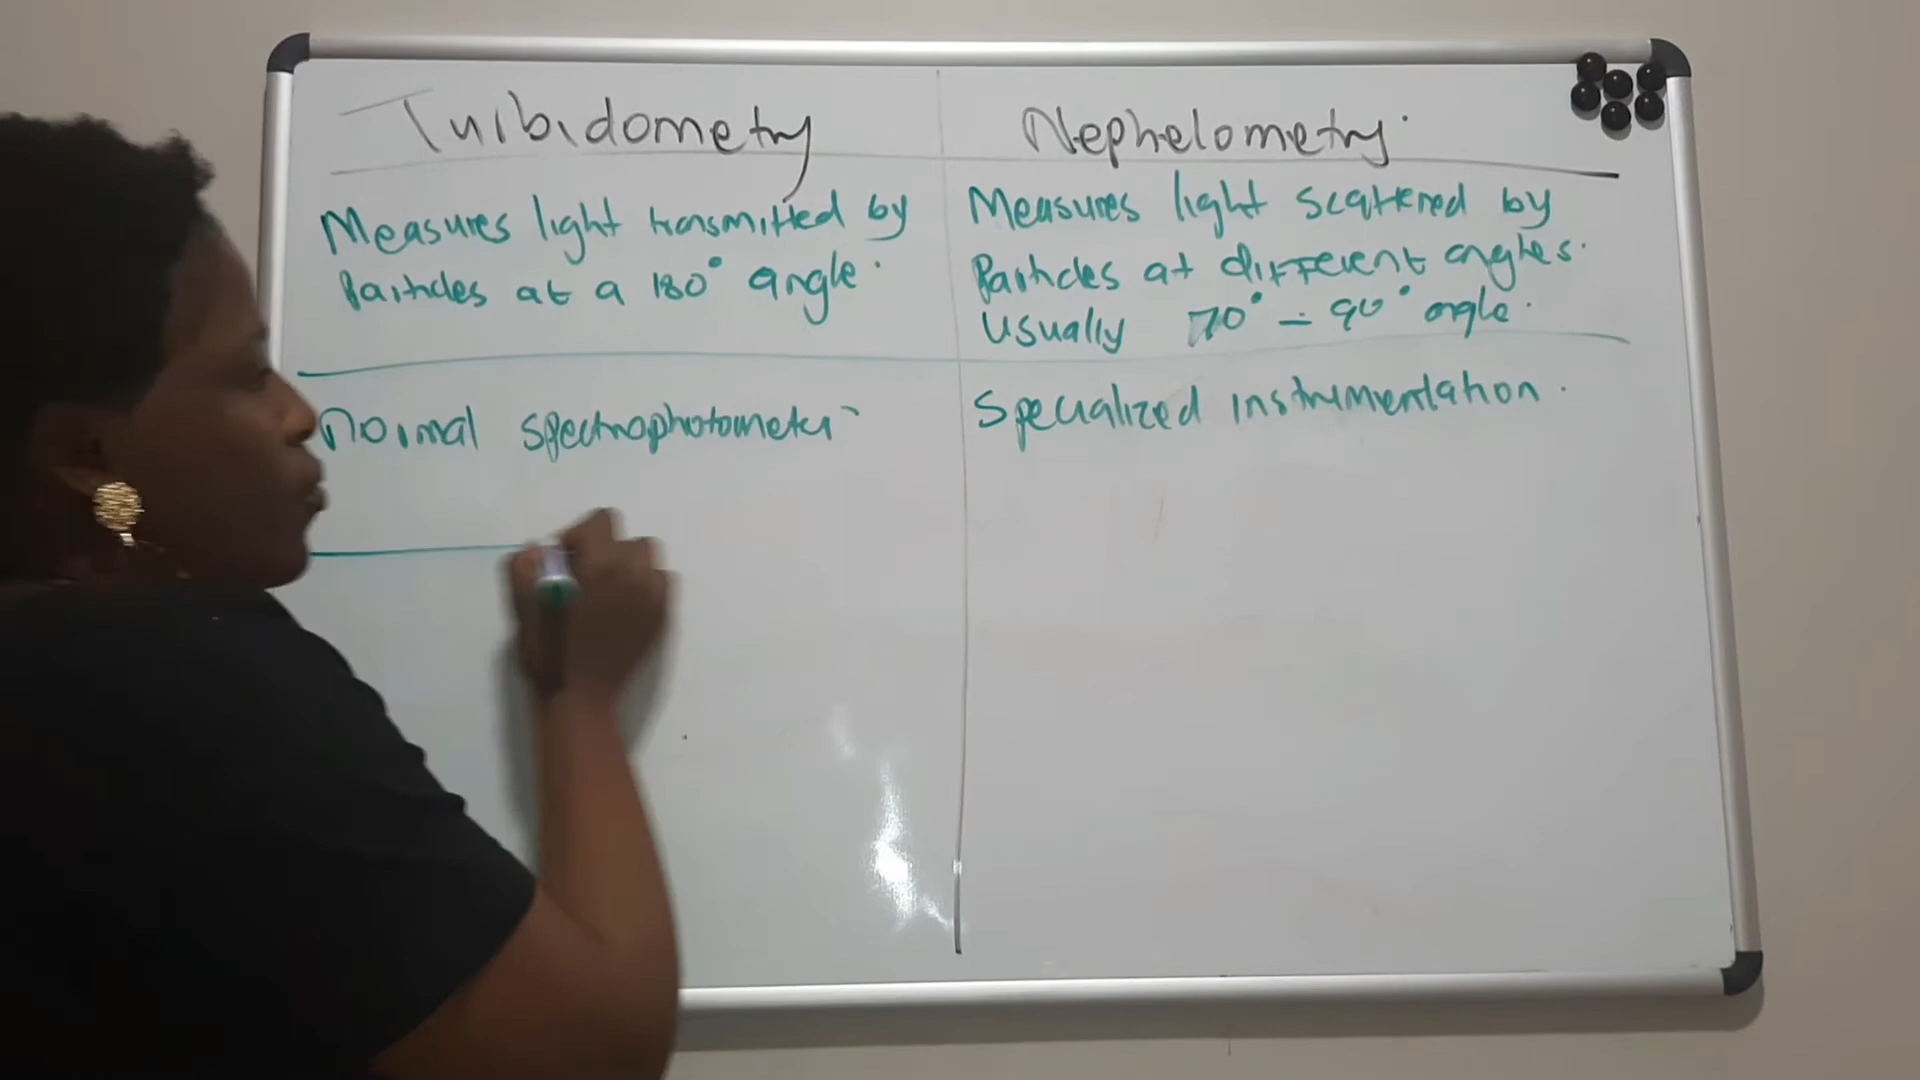 Turbidometry
Nephelometry.
Measures light transmitted by
Particles at a 180° angle.
Measures light scattered by
Particles at different angles.
Usually 70° - 90° angle.
Normal spectrophotometer
Specialized instrumentation.